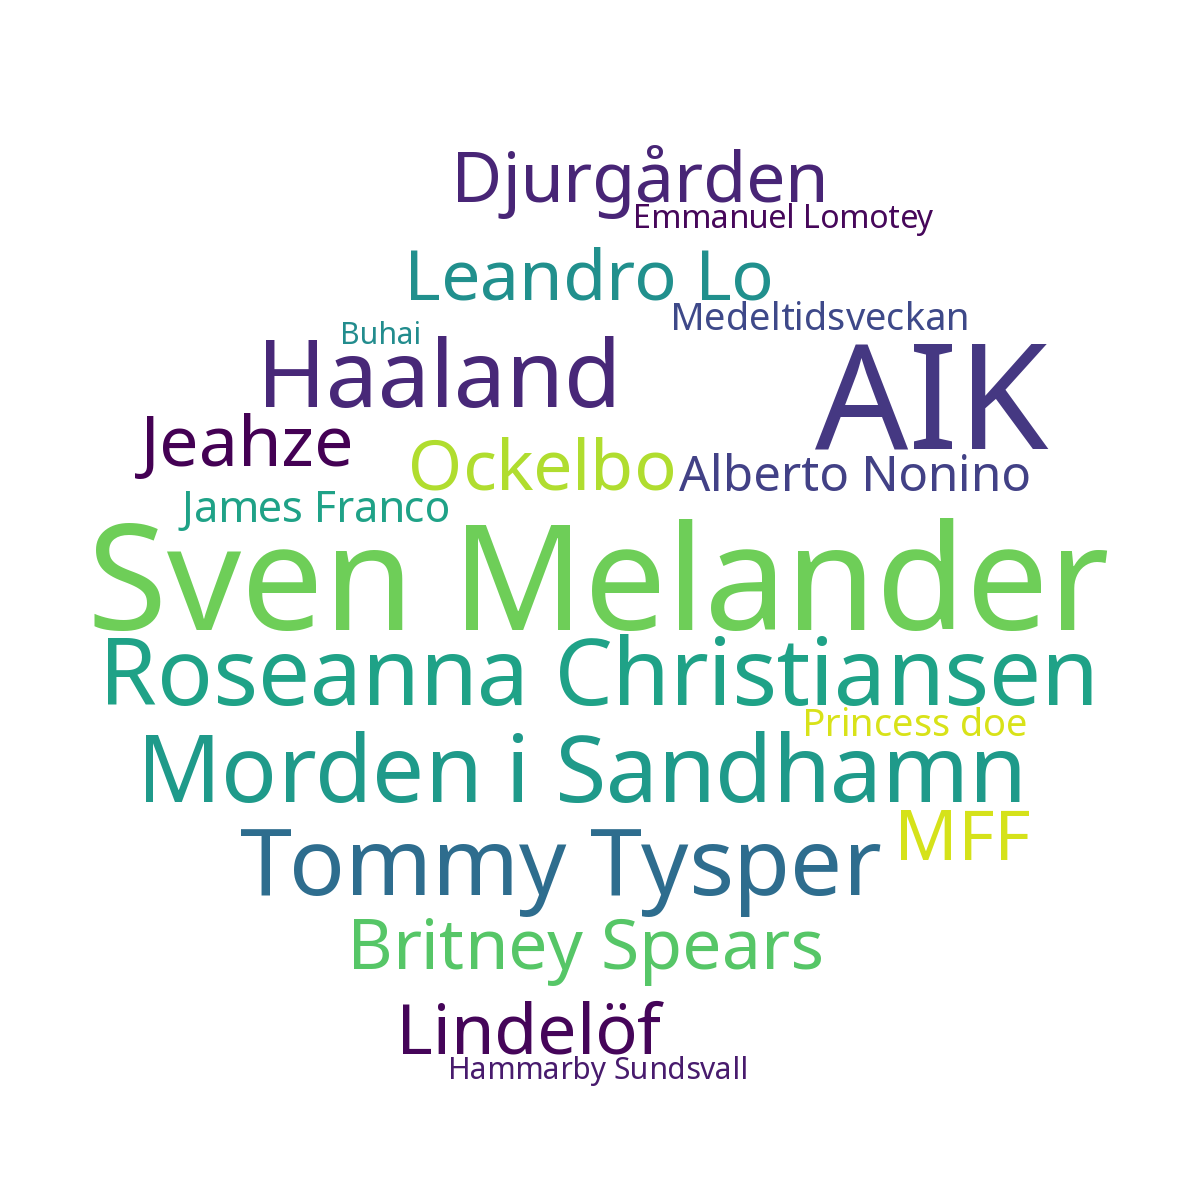 Djurgården
Emmanuel Lomotey
Leandro Lo
Medeltidsveckan
Buhai
Haaland
AIK
Jeahze
Ockelbo
Alberto Nonino
James Franco
Sven Melander
Roseanna Christiansen
Princess doe
Morden i Sandhamn
MFF
Tommy Tysper
Britney Spears
Lindelöf
Hammarby Sundsvall